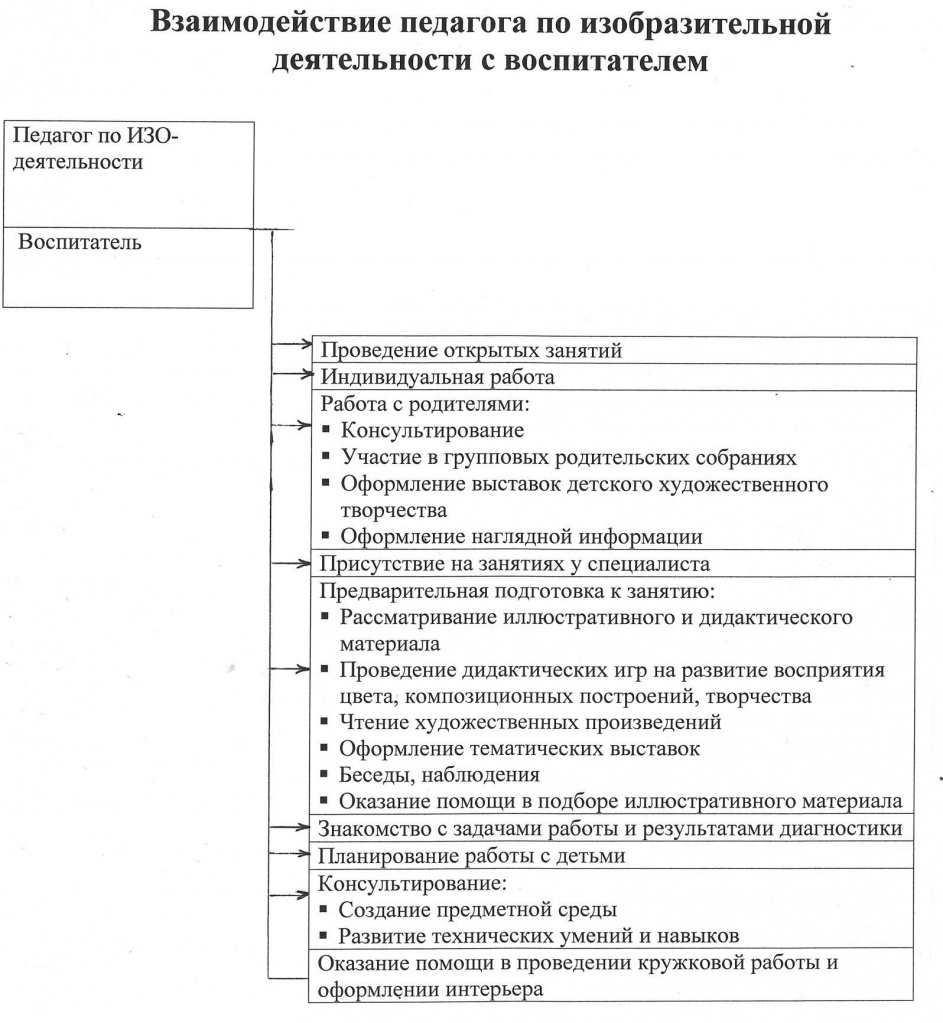 Взаимодействие педагога по изобразительной
деятельности с воспитателем
Педагог по ИЗО-
деятельности
Воспитатель
Проведение открытых занятий
Индивидуальная работа
Работа с родителями:
▪ Консультирование
▪ Участие в групповых родительских собраниях
▪ Оформление выставок детского художественного
творчества
▪ Оформление наглядной информации
Присутствие на занятиях у специалиста
Предварительная подготовка к занятию:
▪ Рассматривание иллюстративного и дидактического
материала
▪ Проведение дидактических игр на развитие восприятия
цвета, композиционных построений, творчества
▪ Чтение художественных произведений
▪ Оформление тематических выставок
▪ Беседы, наблюдения
▪ Оказание помощи в подборе иллюстративного материала
Знакомство с задачами работы и результатами диагностики
Планирование работы с детьми
Консультирование:
▪ Создание предметной среды
▪ Развитие технических умений и навыков
Оказание помощи в проведении кружковой работы и
оформлении интерьера